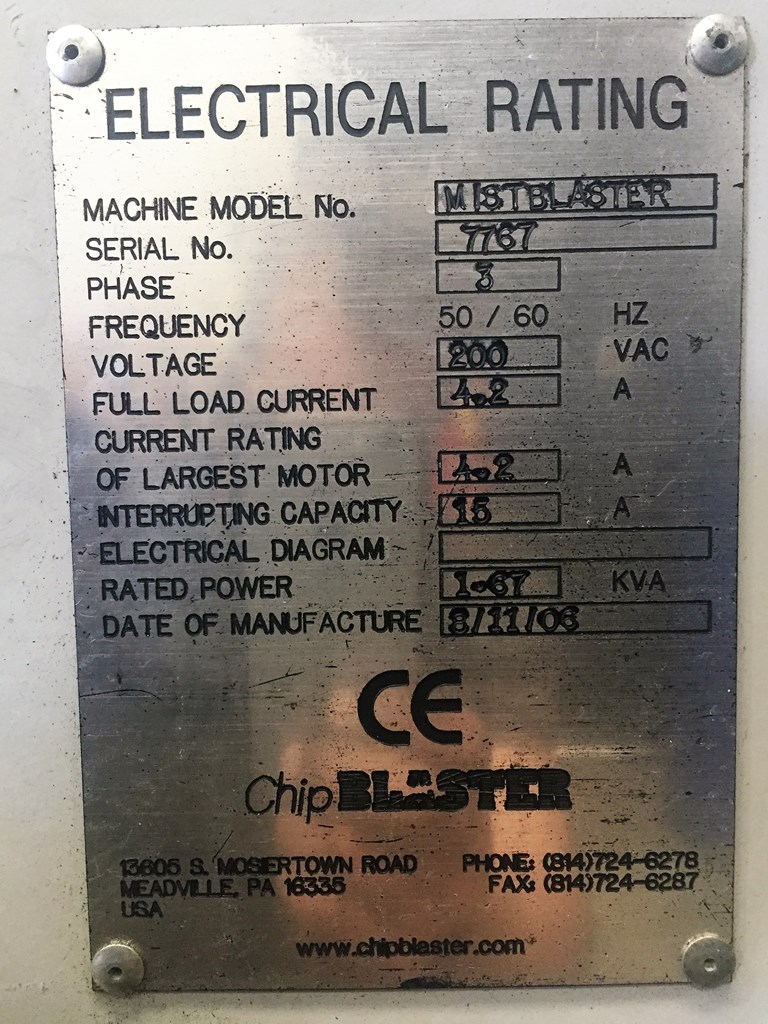 ELECTRICAL RATING
MACHINE MODEL No. MISTBLASTER
SERIAL No. 7767
PHASE 3
FREQUENCY 50 / 60 HZ
VOLTAGE 200 VAC
FULL LOAD CURRENT 4.2 A
CURRENT RATING
OF LARGEST MOTOR 4.2 A
INTERRUPTING CAPACITY 15 A
ELECTRICAL DIAGRAM
RATED POWER 1.67 KVA
DATE OF MANUFACTURE 8/11/06
CE
ChipBLASTER
13605 S. MOSIERTOWN ROAD PHONE: (814)724-6278
MEADVILLE, PA 16335 FAX: (814)724-6287
USA
www.chipblaster.com